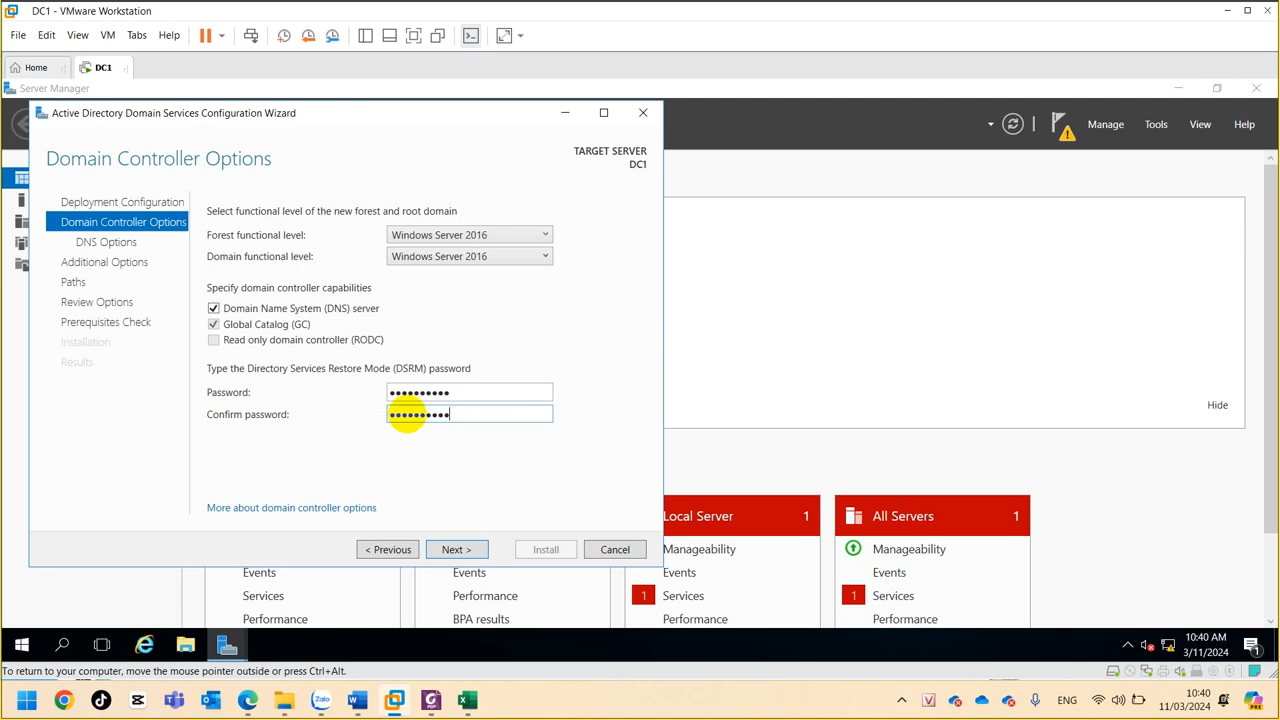 DC1 - VMware Workstation
File Edit View VM Tabs Help
Home DC1
Server Manager
Active Directory Domain Services Configuration Wizard
Manage Tools View Help
Domain Controller Options
TARGET SERVER
DC1
Deployment Configuration
Domain Controller Options
DNS Options
Additional Options
Paths
Review Options
Prerequisites Check
Installation
Results
Select functional level of the new forest and root domain
Forest functional level: Windows Server 2016
Domain functional level: Windows Server 2016
Specify domain controller capabilities
Domain Name System (DNS) server
Global Catalog (GC)
Read only domain controller (RODC)
Type the Directory Services Restore Mode (DSRM) password
Password: ••••••••••
Confirm password: ••••••••••
More about domain controller options
< Previous Next > Install Cancel
Hide
Local Server 1
All Servers 1
Manageability
Manageability
Events
Events
Events
Events
Services
Performance
1 Services
1 Services
Performance
BPA results
Performance
Performance
10:40 AM
3/11/2024
1
To return to your computer, move the mouse pointer outside or press Ctrl+Alt.
Zalo
V
ENG
10:40
11/03/2024
PRE